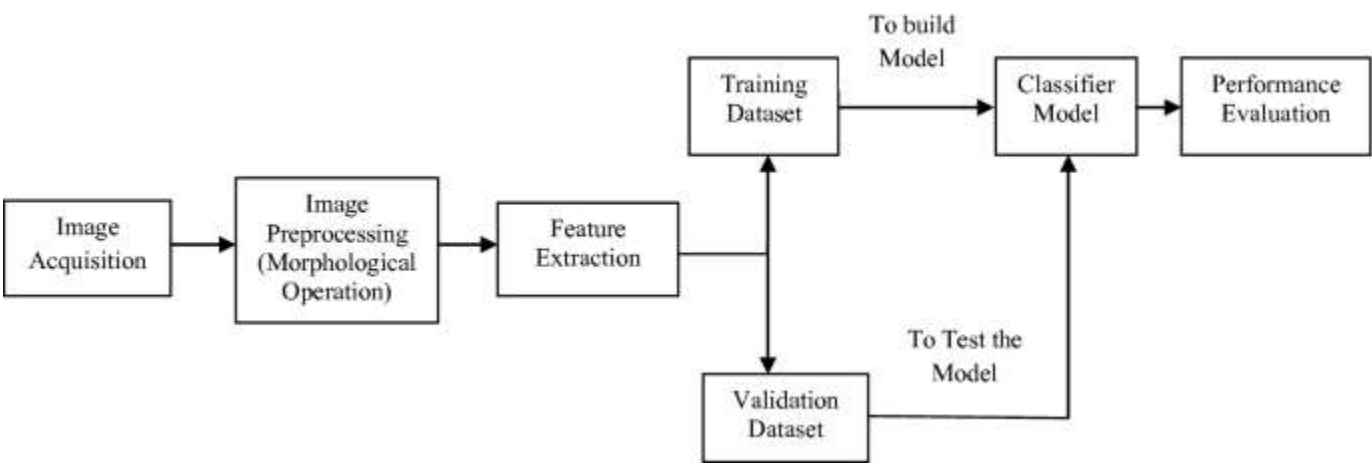 Image
Acquisition
Image
Preprocessing
(Morphological
Operation)
Feature
Extraction
Training
Dataset
To build
Model
Classifier
Model
Performance
Evaluation
Validation
Dataset
To Test the
Model